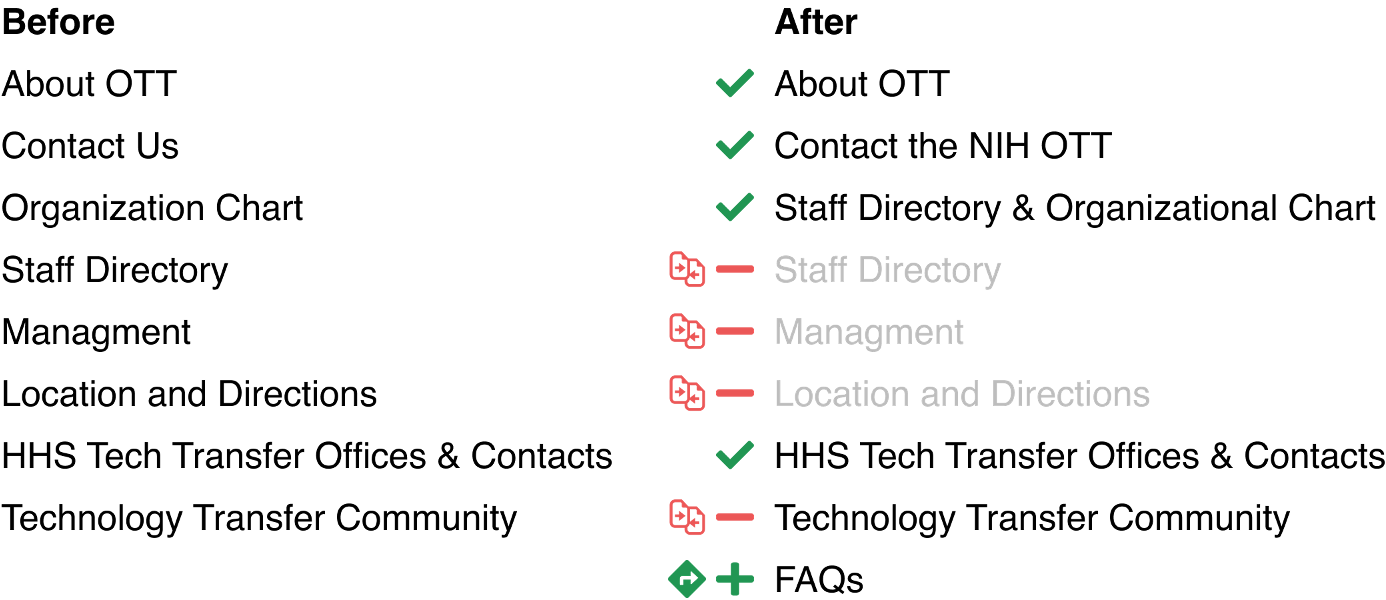 Before After
About OTT About OTT
Contact Us Contact the NIH OTT
Organization Chart Staff Directory & Organizational Chart
Staff Directory Staff Directory
Managment Managment
Location and Directions Location and Directions
HHS Tech Transfer Offices & Contacts HHS Tech Transfer Offices & Contacts
Technology Transfer Community Technology Transfer Community
FAQs